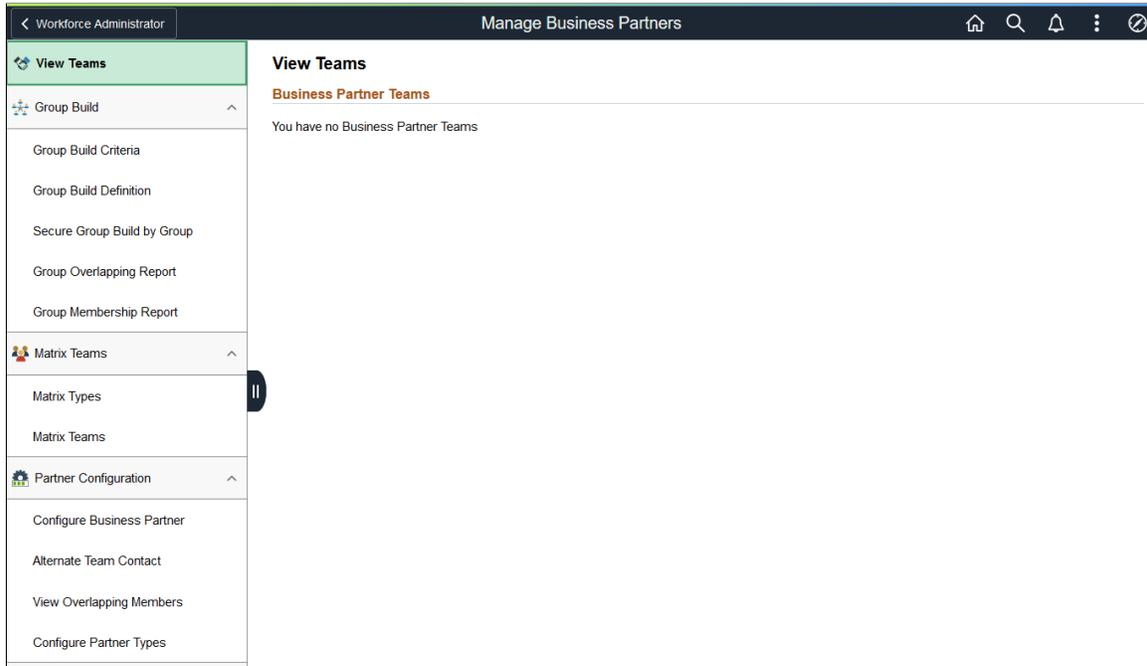 Workforce Administrator
Manage Business Partners
View Teams
Group Build
Group Build Criteria
Group Build Definition
Secure Group Build by Group
Group Overlapping Report
Group Membership Report
Matrix Teams
Matrix Types
Matrix Teams
Partner Configuration
Configure Business Partner
Alternate Team Contact
View Overlapping Members
Configure Partner Types
View Teams
Business Partner Teams
You have no Business Partner Teams